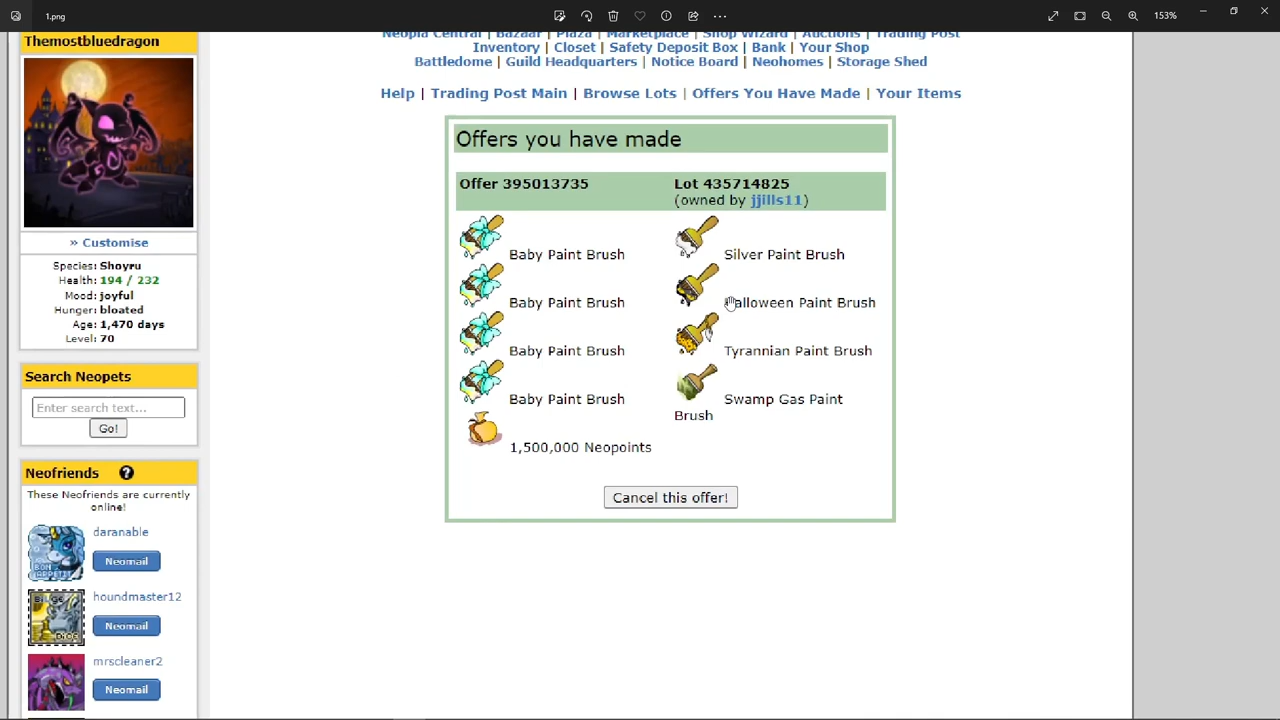 1.png
153%
Themostbluedragon
» Customise
Species: Shoyru
Health: 194 / 232
Mood: joyful
Hunger: bloated
Age: 1,470 days
Level: 70
Search Neopets
Enter search text...
Go!
Neofriends ?
These Neofriends are currently
online!
daranable
Neomail
BON APPETIT
houndmaster12
Neomail
mrscleaner2
Neomail
Neopia Central | Bazaar | Plaza | Marketplace | Shop Wizard | Auctions | Trading Post
Inventory | Closet | Safety Deposit Box | Bank | Your Shop
Battledome | Guild Headquarters | Notice Board | Neohomes | Storage Shed
Help | Trading Post Main | Browse Lots | Offers You Have Made | Your Items
Offers you have made
Offer 395013735
Lot 435714825
(owned by jjills11)
Baby Paint Brush
Silver Paint Brush
Baby Paint Brush
Halloween Paint Brush
Baby Paint Brush
Tyrannian Paint Brush
Baby Paint Brush
Swamp Gas Paint
Brush
1,500,000 Neopoints
Cancel this offer!